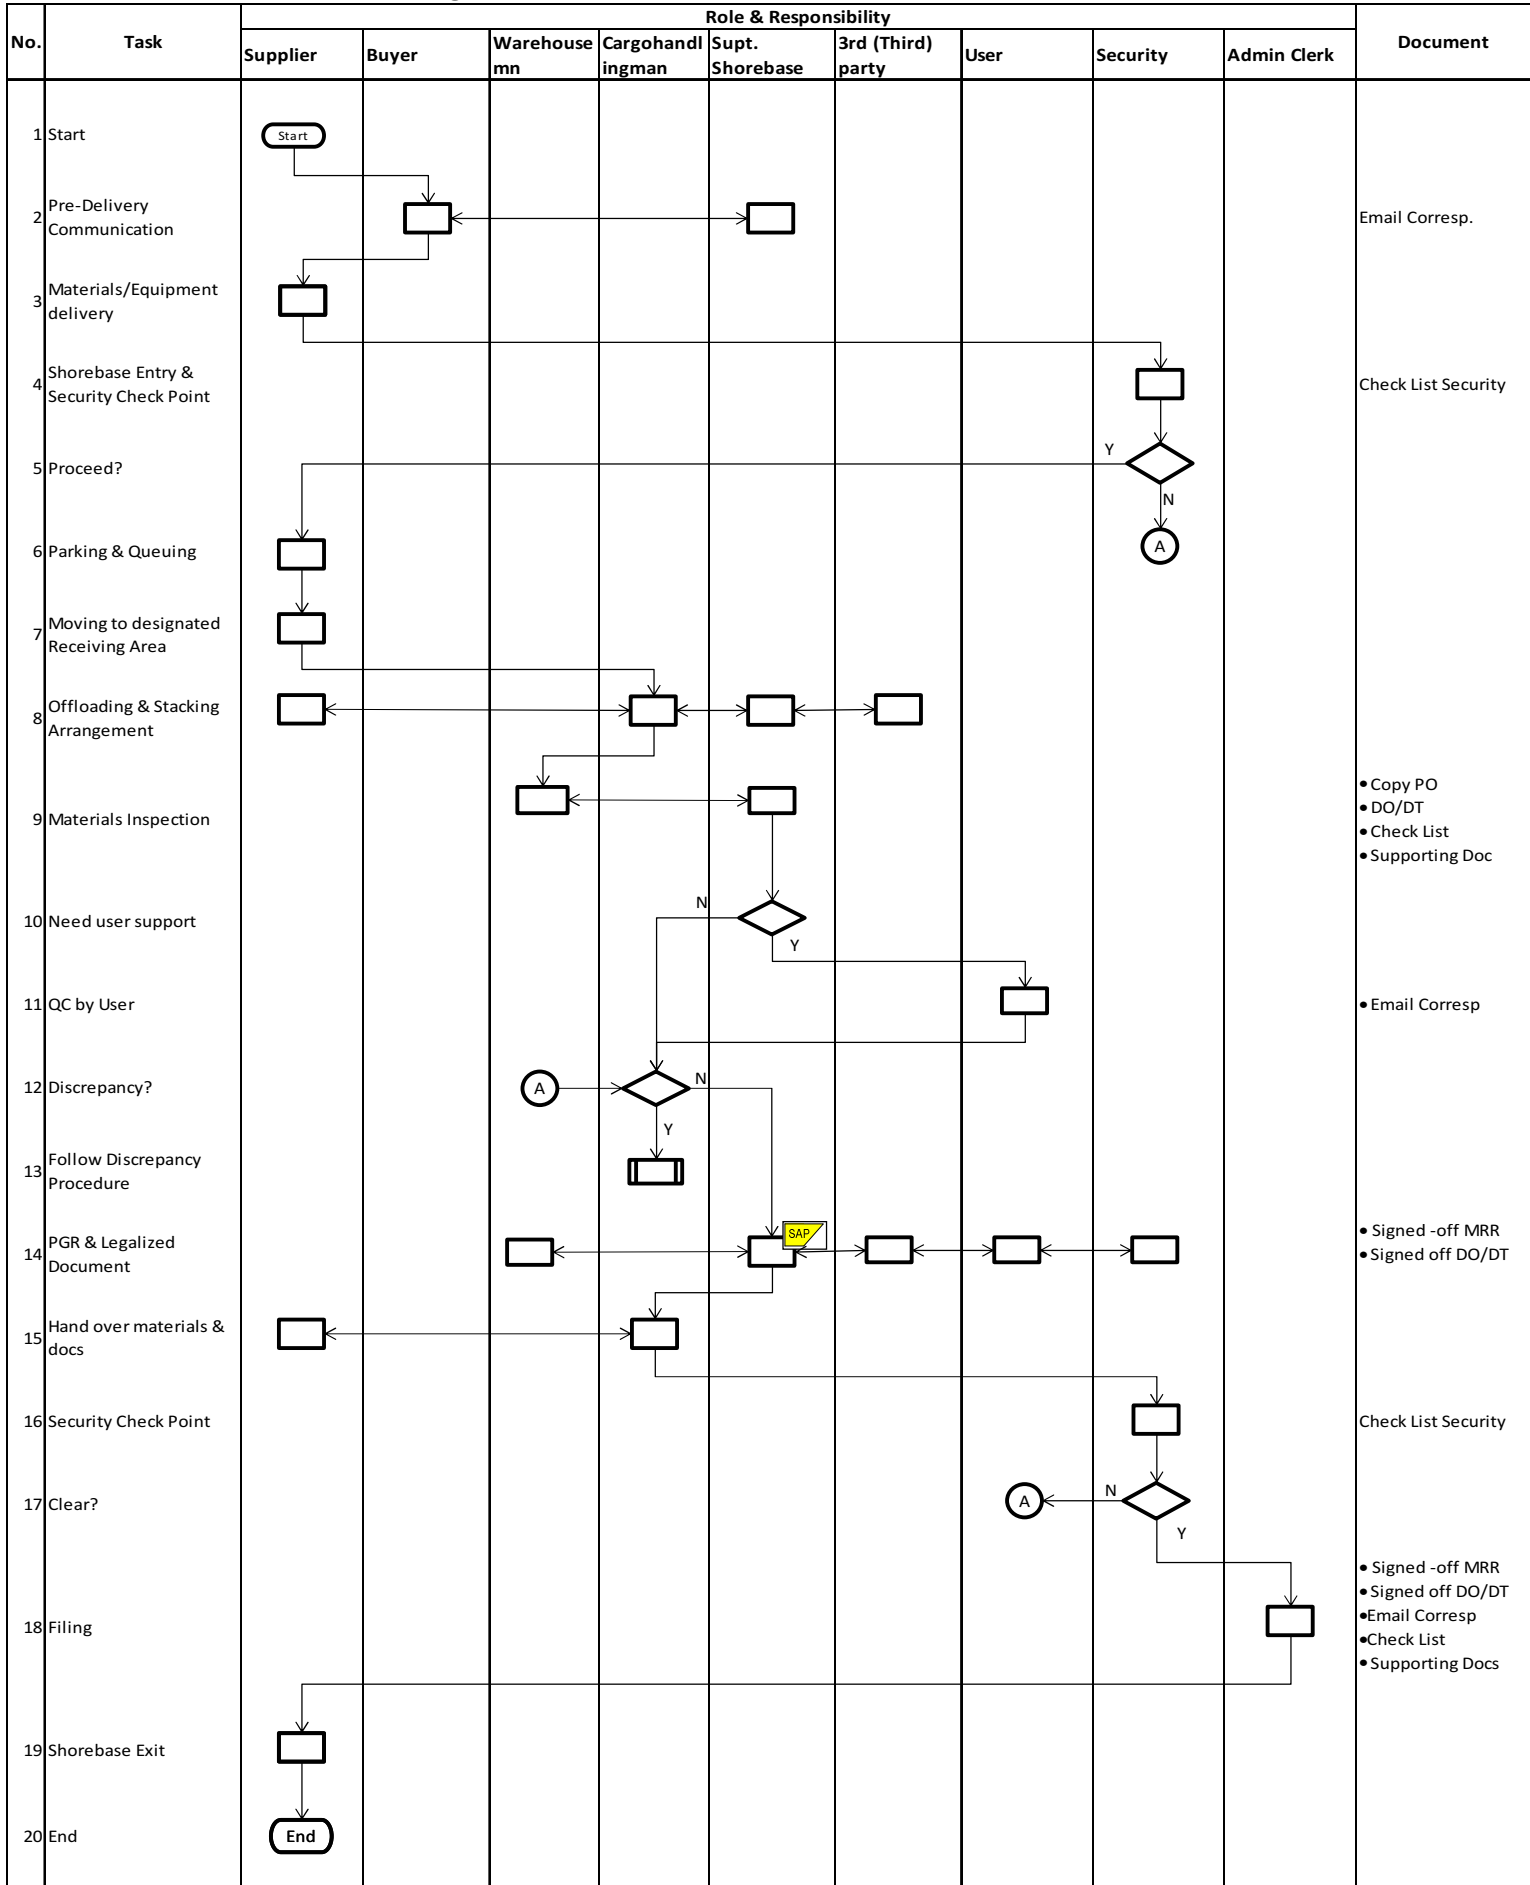 Role & Responsibility
No. Task Supplier Buyer Warehouse Cargohandl Supt. 3rd (Third) User Security Admin Clerk Document
mn ingman Shorebase party
1 Start Start
2 Pre-Delivery
Communication Email Corresp.
3 Materials/Equipment
delivery
4 Shorebase Entry &
Security Check Point Check List Security
5 Proceed? Y
N
6 Parking & Queuing A
7 Moving to designated
Receiving Area
8 Offloading & Stacking
Arrangement
9 Materials Inspection
• Copy PO
• DO/DT
• Check List
• Supporting Doc
10 Need user support N
Y
11 QC by User • Email Corresp
12 Discrepancy? A N
Y
13 Follow Discrepancy
Procedure
14 PGR & Legalized
Document
SAP
• Signed -off MRR
• Signed off DO/DT
15 Hand over materials &
docs
16 Security Check Point Check List Security
17 Clear? A N
Y
18 Filing
• Signed -off MRR
• Signed off DO/DT
•Email Corresp
•Check List
• Supporting Docs
19 Shorebase Exit
20 End End